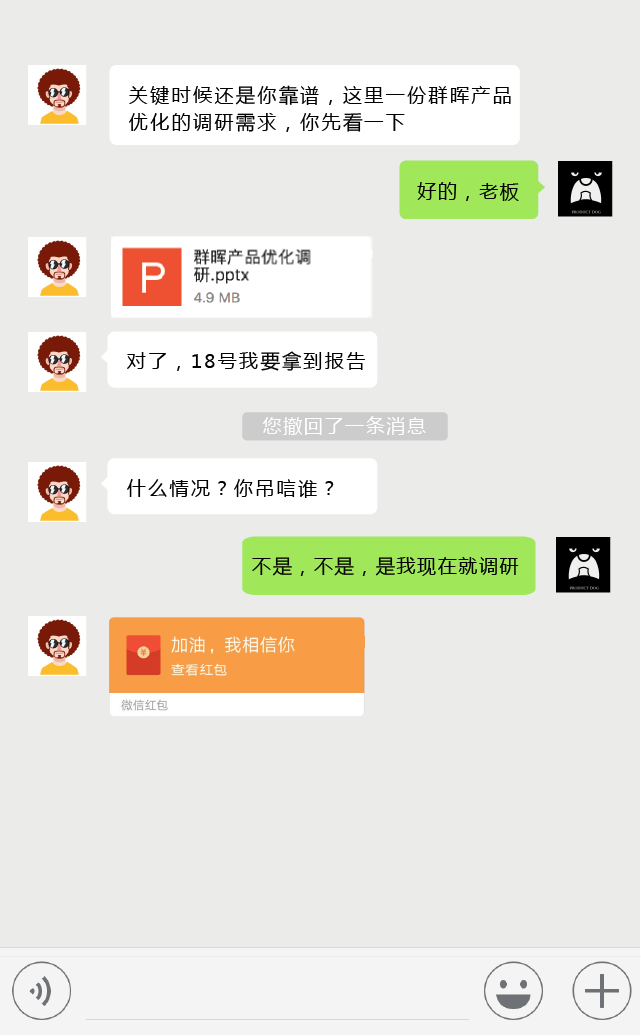 关键时候还是你靠谱，这里一份群晖产品
优化的调研需求，你先看一下
好的，老板
PRODUCT DOG
P
群晖产品优化调
研.pptx
4.9 MB
对了，18号我要拿到报告
您撤回了一条消息
什么情况？你吊唁谁？
不是，不是，是我现在就调研
PRODUCT DOG
加油，我相信你
查看红包
微信红包